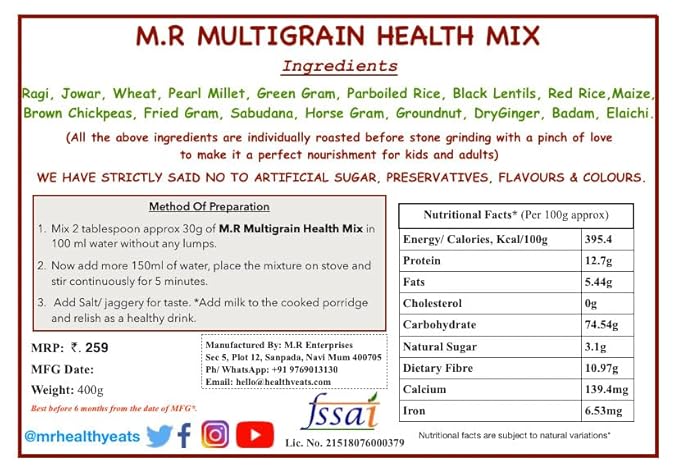 M.R MULTIGRAIN HEALTH MIX
Ingredients
Ragi, Jowar, Wheat, Pearl Millet, Green Gram, Parboiled Rice, Black Lentils, Red Rice,Maize,
Brown Chickpeas, Fried Gram, Sabudana, Horse Gram, Groundnut, DryGinger, Badam, Elaichi.
(All the above ingredients are individually roasted before stone grinding with a pinch of love
to make it a perfect nourishment for kids and adults)
WE HAVE STRICTLY SAID NO TO ARTIFICIAL SUGAR, PRESERVATIVES, FLAVOURS & COLOURS.
Method Of Preparation
1. Mix 2 tablespoon approx 30g of M.R Multigrain Health Mix in
100 ml water without any lumps.
2. Now add more 150ml of water, place the mixture on stove and
stir continuously for 5 minutes.
3. Add Salt/ jaggery for taste. *Add milk to the cooked porridge
and relish as a healthy drink.
MRP: ₹. 259
MFG Date:
Weight: 400g
Best before 6 months from the date of MFG*.
@mrhealthyeats
Manufactured By: M.R Enterprises
Sec 5, Plot 12, Sanpada, Navi Mum 400705
Ph/ WhatsApp: +91 9769013130
Email: hello@healthyeats.com
fssai
Lic. No. 21518076000379
Nutritional Facts* (Per 100g approx)
Energy/ Calories, Kcal/100g 395.4
Protein 12.7g
Fats 5.44g
Cholesterol 0g
Carbohydrate 74.54g
Natural Sugar 3.1g
Dietary Fibre 10.97g
Calcium 139.4mg
Iron 6.53mg
Nutritional facts are subject to natural variations*